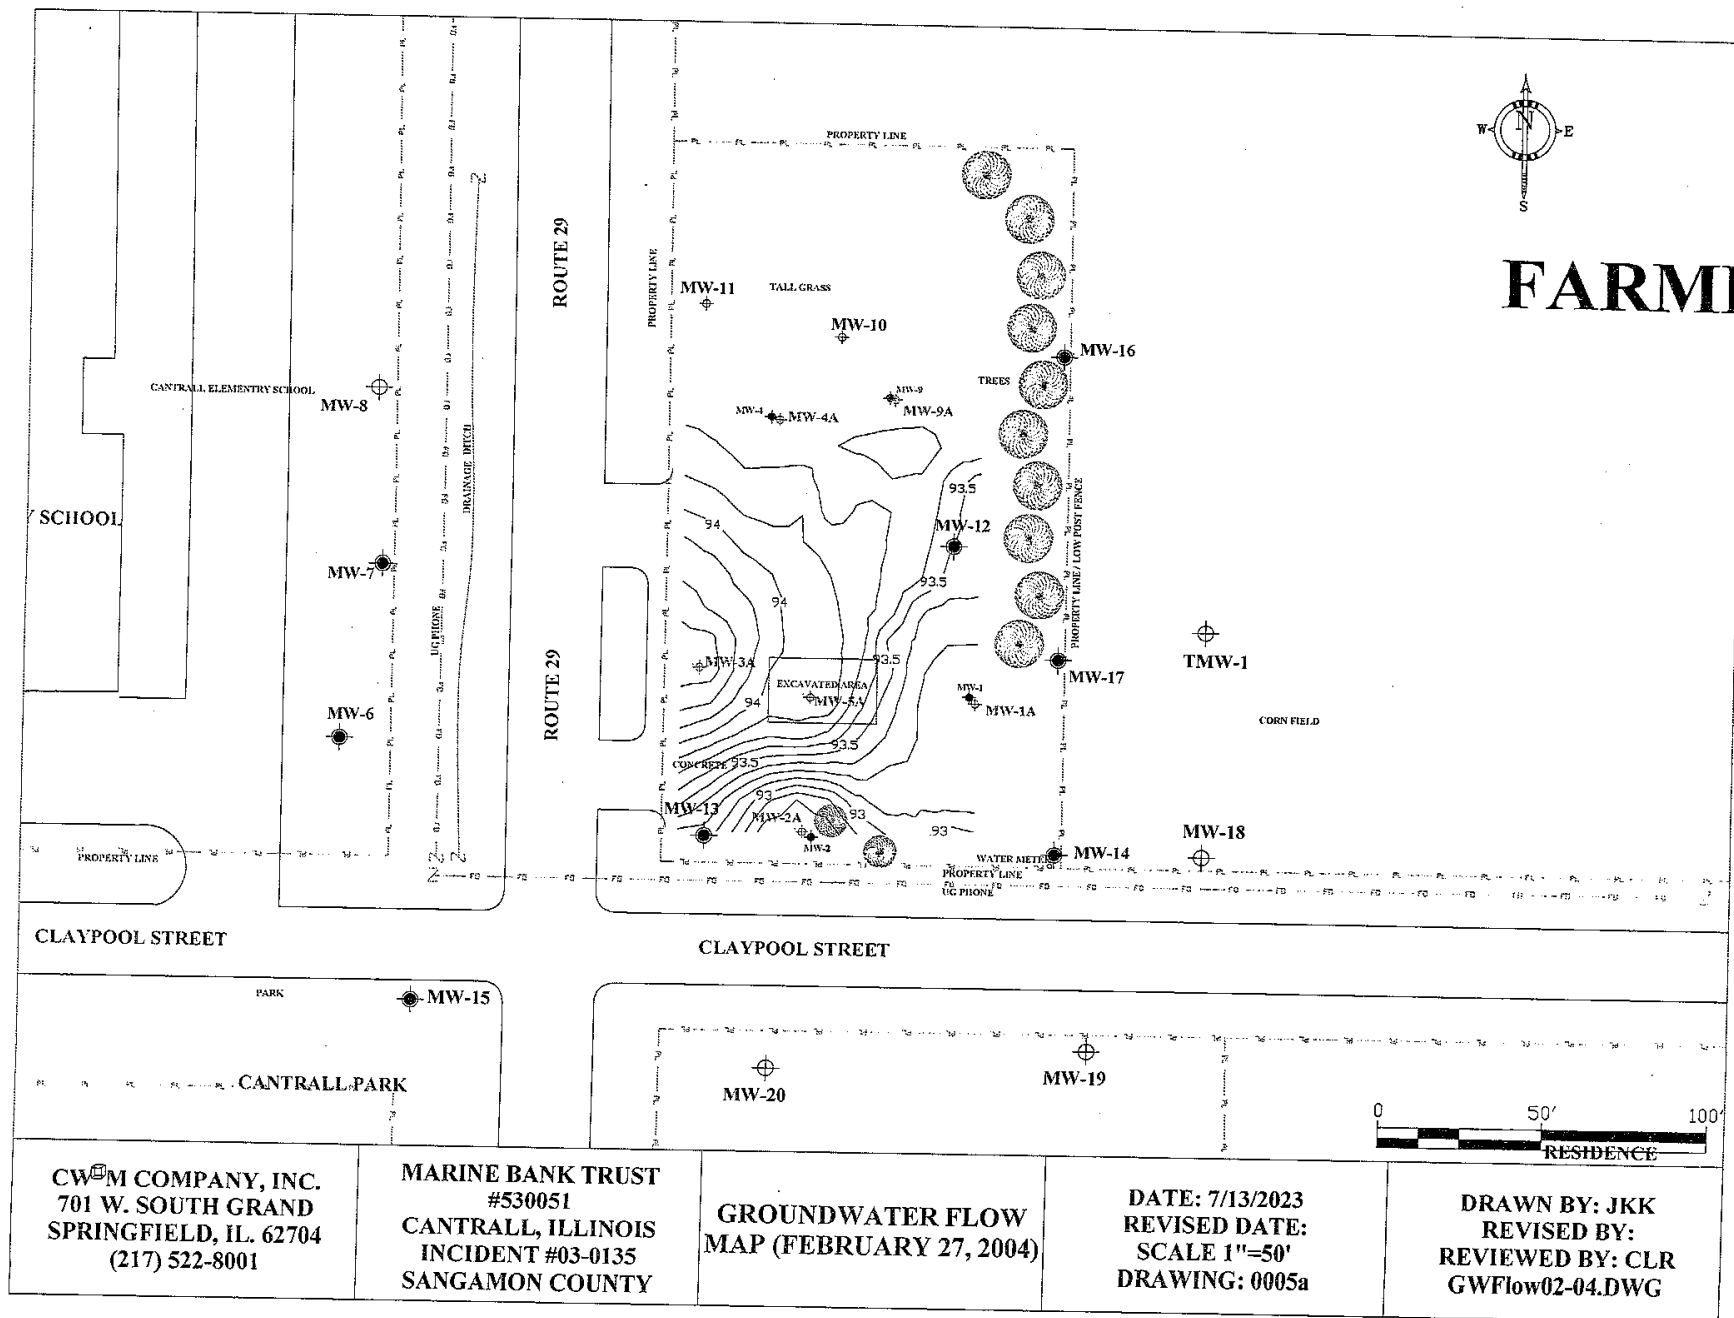 PROPERTY LINE
N
W
E
S
ROUTE 29
PROPERTY LINE
FARM
MW-11
TALL GRASS
MW-10
MW-16
TREES
CANTRALL ELEMENTRY SCHOOL
MW-8
MW-9
MW-9A
MW-4
MW-4A
DRAINAGE DITCH
93.5
94
Y SCHOOL
MW-12
PROPERTY LINE / LOW POST FENCE
MW-7
93.5
94
UG PHONE
TMW-1
ROUTE 29
MW-3A
93.5
MW-17
EXCAVATED AREA
MW-5A
94
MW-1
MW-1A
MW-6
CORN FIELD
93.5
CONCRETE
93.5
93
MW-13
MW-2A
93
MW-2
93
MW-18
PROPERTY LINE
WATER METER
MW-14
PROPERTY LINE
UG PHONE
CLAYPOOL STREET
CLAYPOOL STREET
PARK
MW-15
CANTRALL PARK
MW-20
MW-19
0 50' 100'
RESIDENCE
CW M COMPANY, INC.
701 W. SOUTH GRAND
SPRINGFIELD, IL. 62704
(217) 522-8001
MARINE BANK TRUST
#530051
CANTRALL, ILLINOIS
INCIDENT #03-0135
SANGAMON COUNTY
GROUNDWATER FLOW
MAP (FEBRUARY 27, 2004)
DATE: 7/13/2023
REVISED DATE:
SCALE 1"=50'
DRAWING: 0005a
DRAWN BY: JKK
REVISED BY:
REVIEWED BY: CLR
GWFlow02-04.DWG